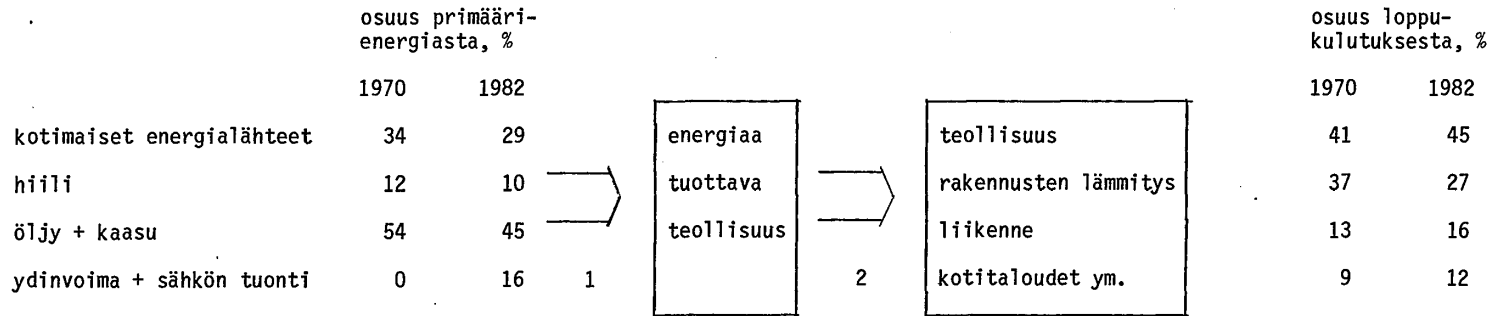 osuus primääri- osuus loppu-
energiasta, % kulutuksesta, %
1970 1982 1970 1982
kotimaiset energialähteet 34 29 energiaa teollisuus 41 45
hiili 12 10 tuottava rakennusten lämmitys 37 27
öljy + kaasu 54 45 teollisuus liikenne 13 16
ydinvoima + sähkön tuonti 0 16 1 2 kotitaloudet ym. 9 12